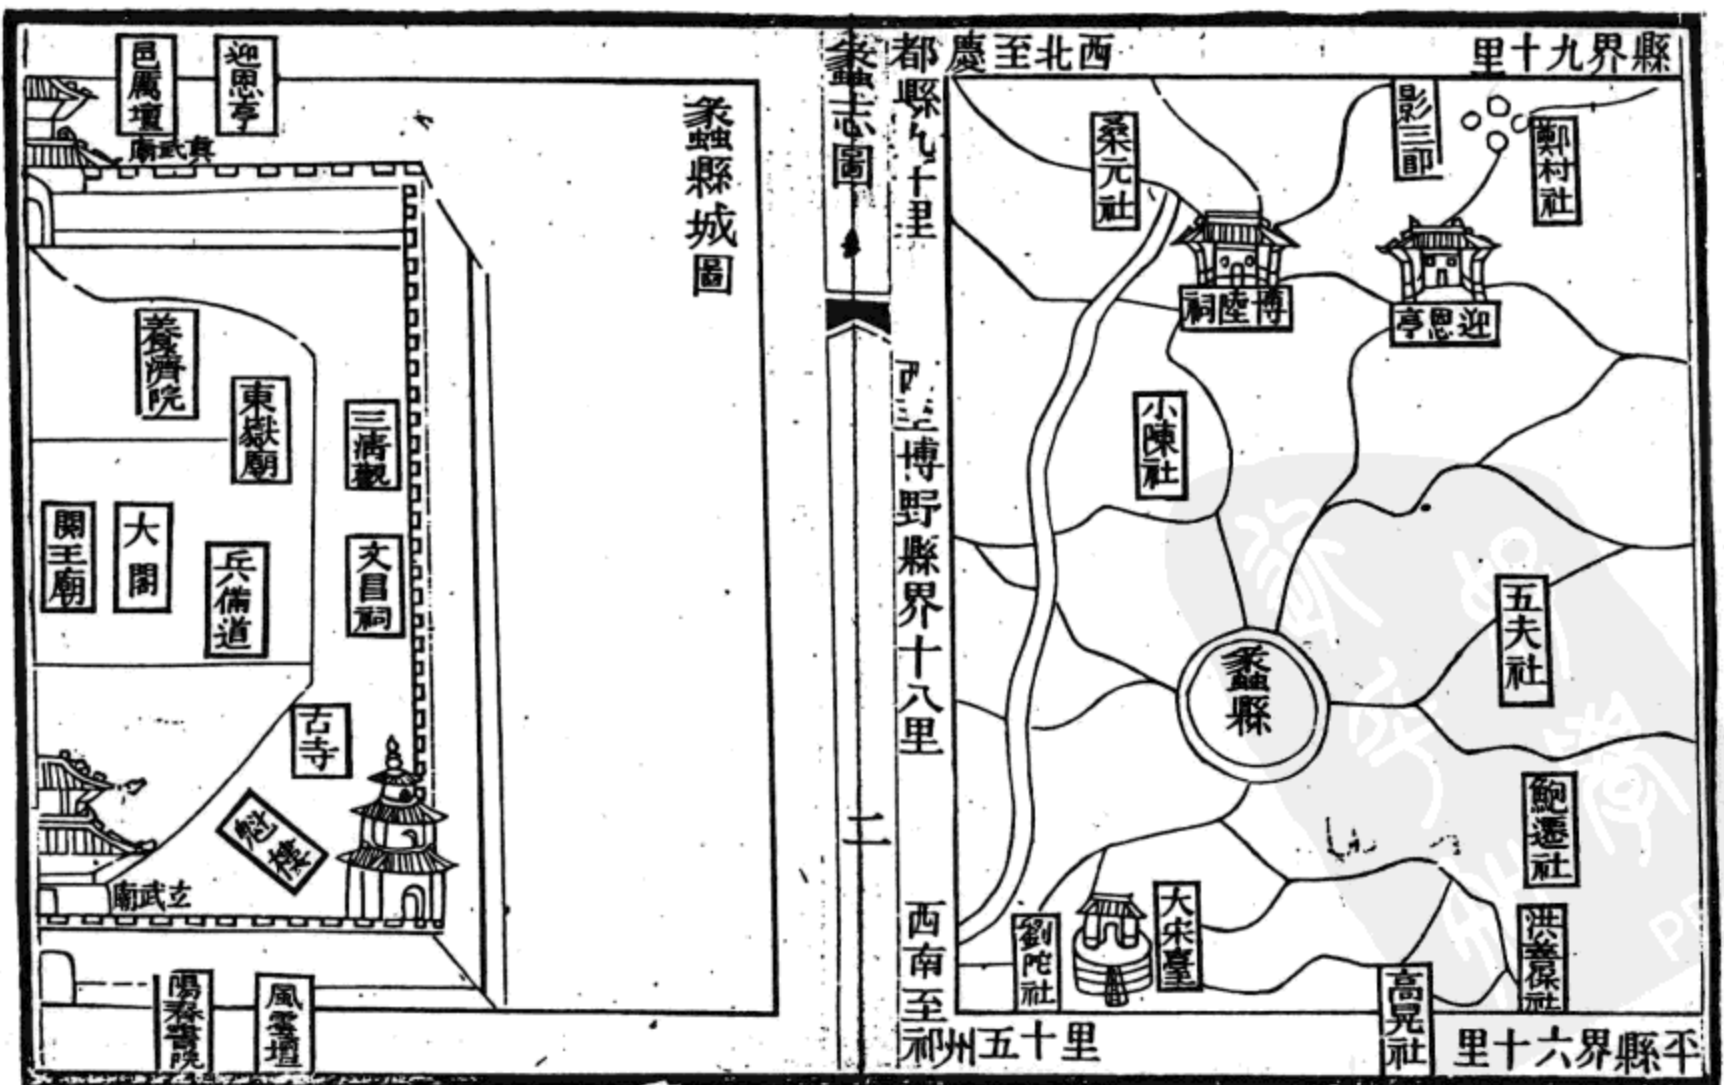 縣界九十里
西北至慶
都縣九十里
西至博野縣界十八里
西南至
祁州五十里
平縣界六十里
鄭村社
影三郎
桑元社
迎恩亭
博陸祠
小陳社
五夫社
蠡縣
鮑墟社
洪善保社
高晃社
大宋臺
劉陀社
蠡志圖
二
蠡縣城圖
迎恩亭
邑厲壇
真武廟
養濟院
東嶽廟
三清觀
文昌祠
兵備道
大閣
關王廟
古寺
魁樓
玄武廟
風雲壇
陽春書院